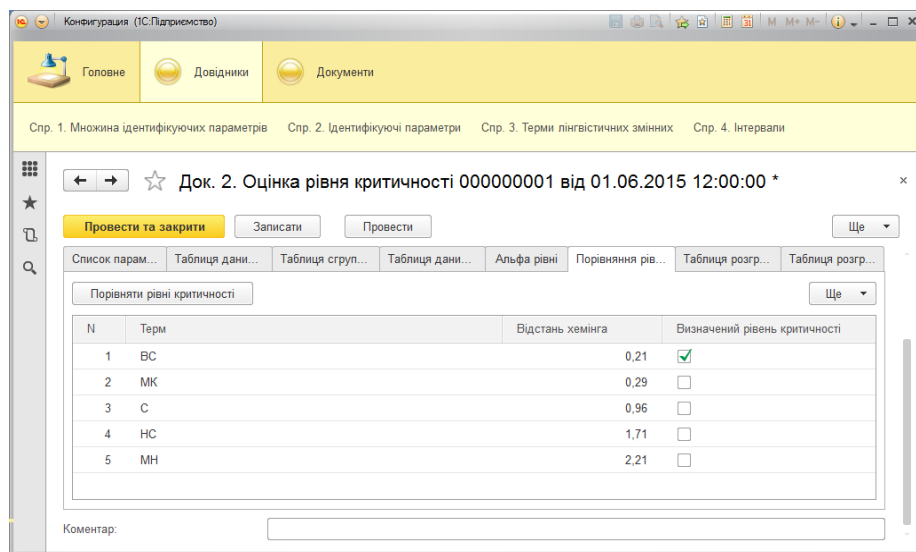 Конфигурация (1С:Підприємство)
M M+ M-
Головне Довідники Документи
Спр. 1. Множина ідентифікуючих параметрів Спр. 2. Ідентифікуючі параметри Спр. 3. Терми лінгвістичних змінних Спр. 4. Інтервали
Док. 2. Оцінка рівня критичності 000000001 від 01.06.2015 12:00:00 *
Провести та закрити Записати Провести Ще
Список парам... Таблиця дани... Таблиця сгруп... Таблиця дани... Альфа рівні Порівняння рів... Таблиця розгр... Таблиця розгр...
Порівняти рівні критичності Ще
N Терм Відстань хемінга Визначений рівень критичності
1 ВС 0,21
2 МК 0,29
3 С 0,96
4 НС 1,71
5 МН 2,21
Коментар: